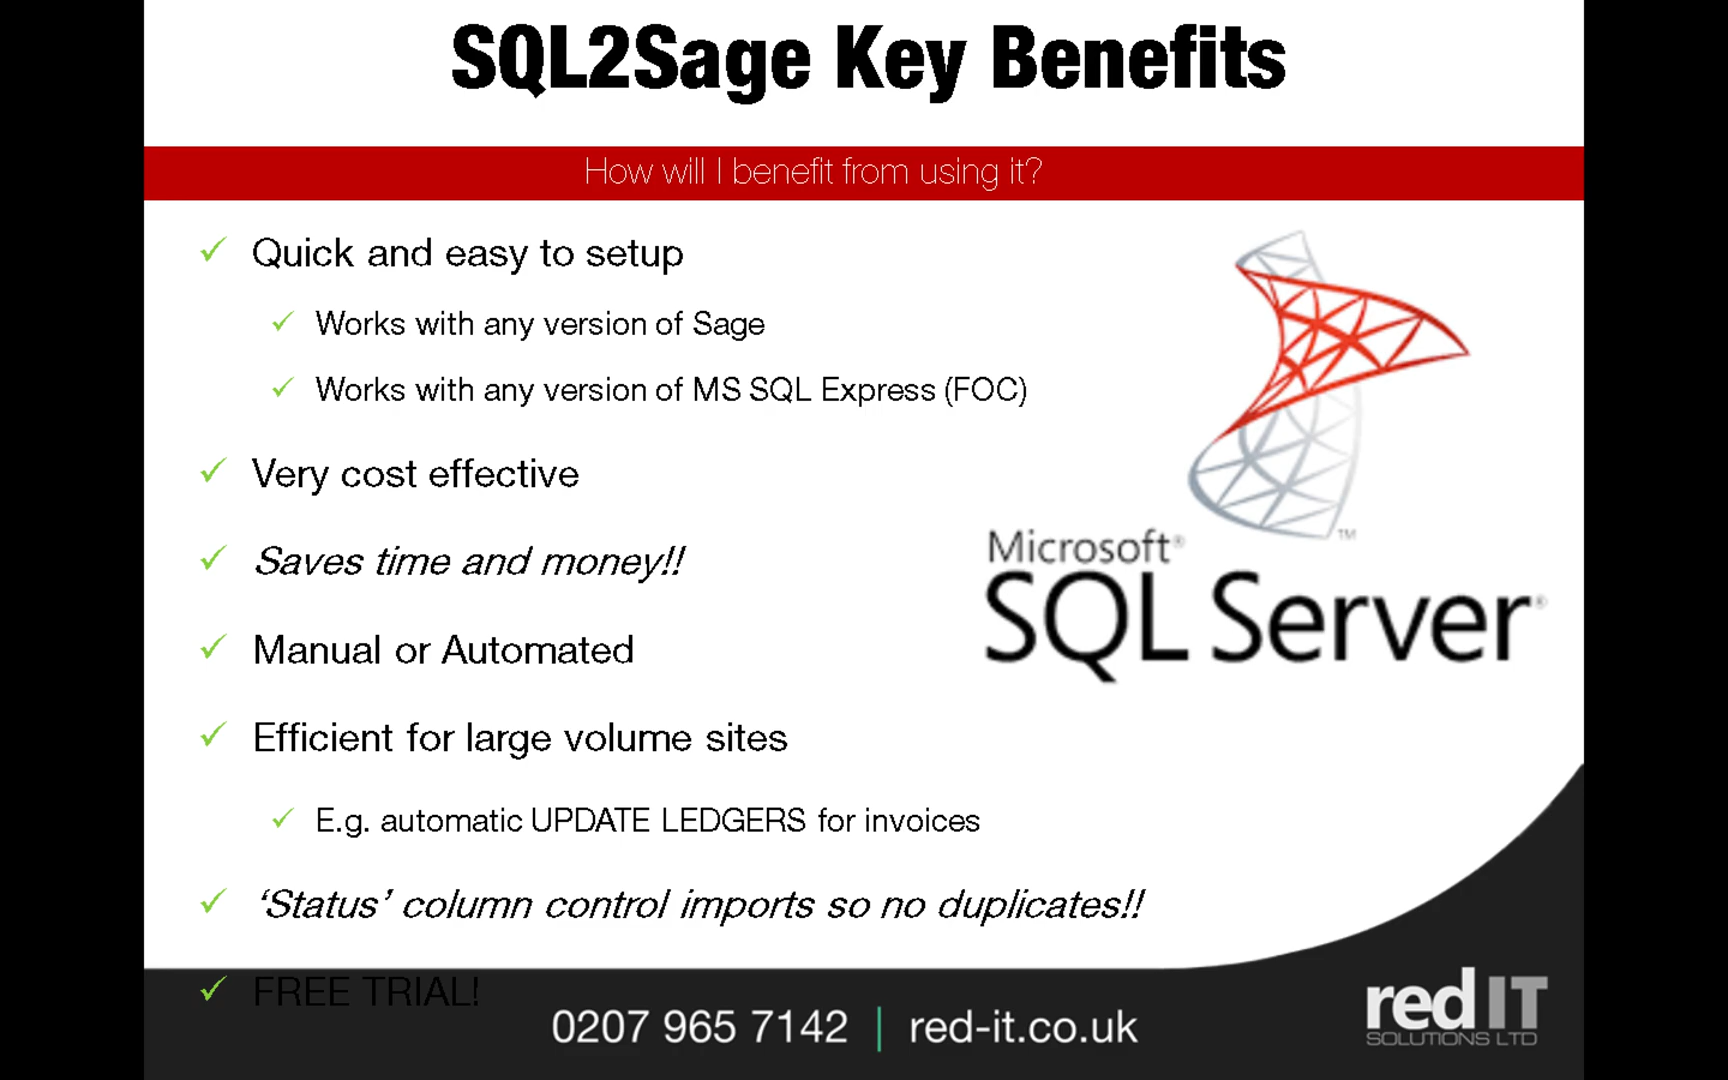 SQL2Sage Key Benefits
How will I benefit from using it?
Quick and easy to setup
Works with any version of Sage
Works with any version of MS SQL Express (FOC)
Very cost effective
Saves time and money!!
Manual or Automated
Efficient for large volume sites
E.g. automatic UPDATE LEDGERS for invoices
‘Status’ column control imports so no duplicates!!
FREE TRIAL!
Microsoft®
SQL Server®
™
0207 965 7142 | red-it.co.uk
red IT
SOLUTIONS LTD